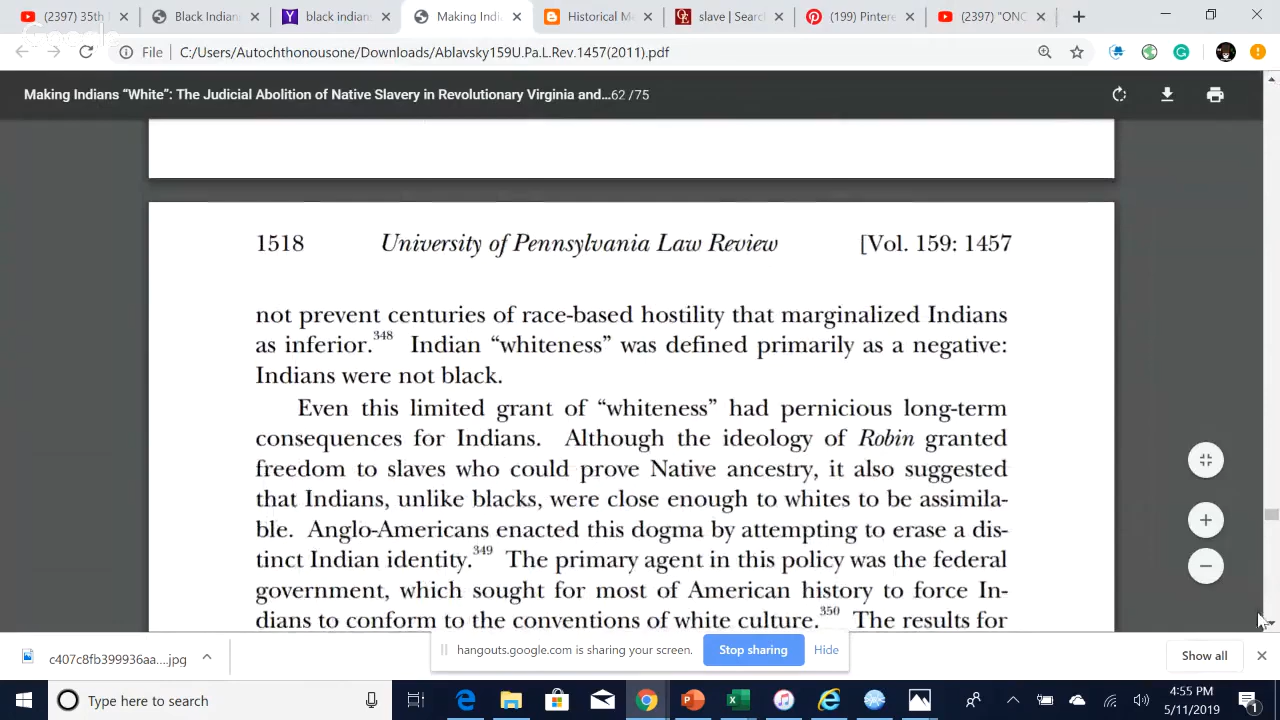 (2397) 35th
Black Indian
black indian
Making Indi
Historical M
slave | Searc
(199) Pintere
(2397) "ONC
Google
File
C:/Users/Autochthonousone/Downloads/Ablavsky159U.Pa.L.Rev.1457(2011).pdf
Making Indians “White”: The Judicial Abolition of Native Slavery in Revolutionary Virginia and... 62 / 75
1518 University of Pennsylvania Law Review [Vol. 159: 1457
not prevent centuries of race-based hostility that marginalized Indians
as inferior.348 Indian “whiteness” was defined primarily as a negative:
Indians were not black.
Even this limited grant of “whiteness” had pernicious long-term
consequences for Indians. Although the ideology of Robin granted
freedom to slaves who could prove Native ancestry, it also suggested
that Indians, unlike blacks, were close enough to whites to be assimila-
ble. Anglo-Americans enacted this dogma by attempting to erase a dis-
tinct Indian identity.349 The primary agent in this policy was the federal
government, which sought for most of American history to force In-
dians to conform to the conventions of white culture.350 The results for
hangouts.google.com is sharing your screen. Stop sharing Hide
c407c8fb399936aa....jpg
Show all
Type here to search
4:55 PM
5/11/2019
1